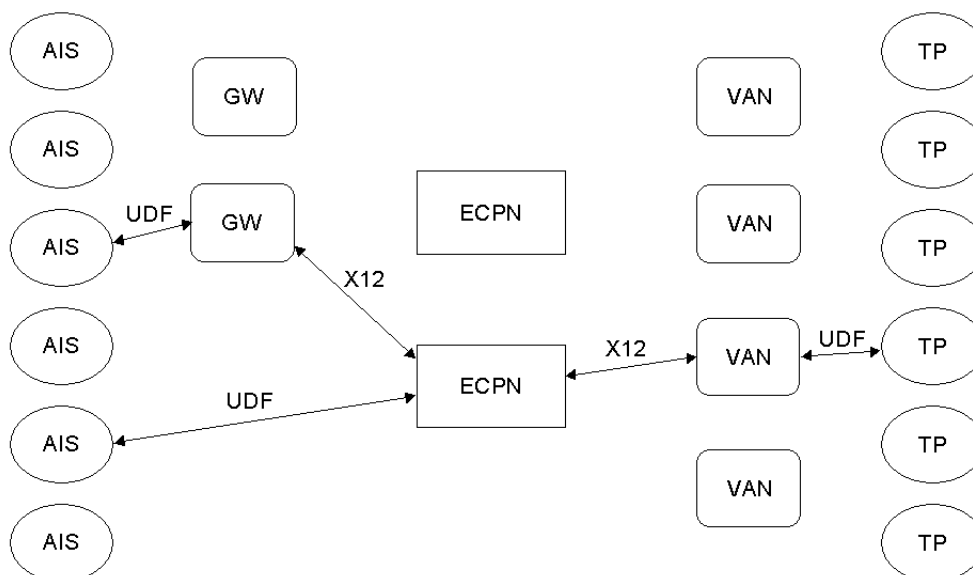 AIS
TP
GW
VAN
AIS
TP
ECPN
UDF
GW
VAN
AIS
TP
X12
AIS
X12
VAN
UDF
TP
ECPN
UDF
AIS
TP
VAN
AIS
TP